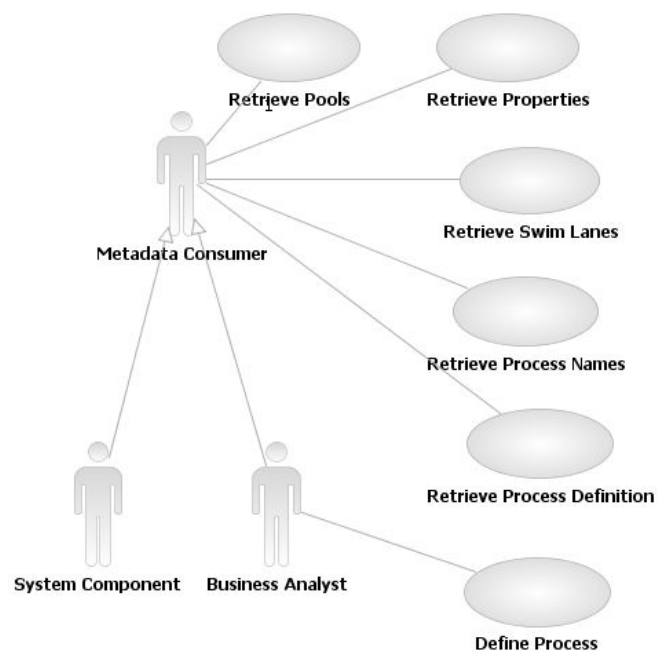 Retrieve Pools
Retrieve Properties
Retrieve Swim Lanes
Metadata Consumer
Retrieve Process Names
Retrieve Process Definition
System Component
Business Analyst
Define Process